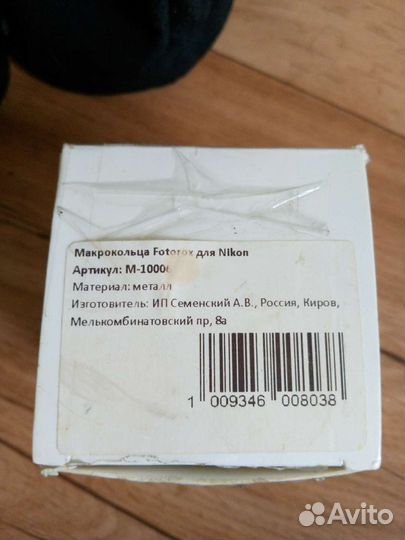 Макрокольца Fotorox для Nikon
Артикул: М-10006
Материал: металл
Изготовитель: ИП Семенский А.В., Россия, Киров,
Мелькомбинатовский пр, 8а
1 009346 008038
Avito